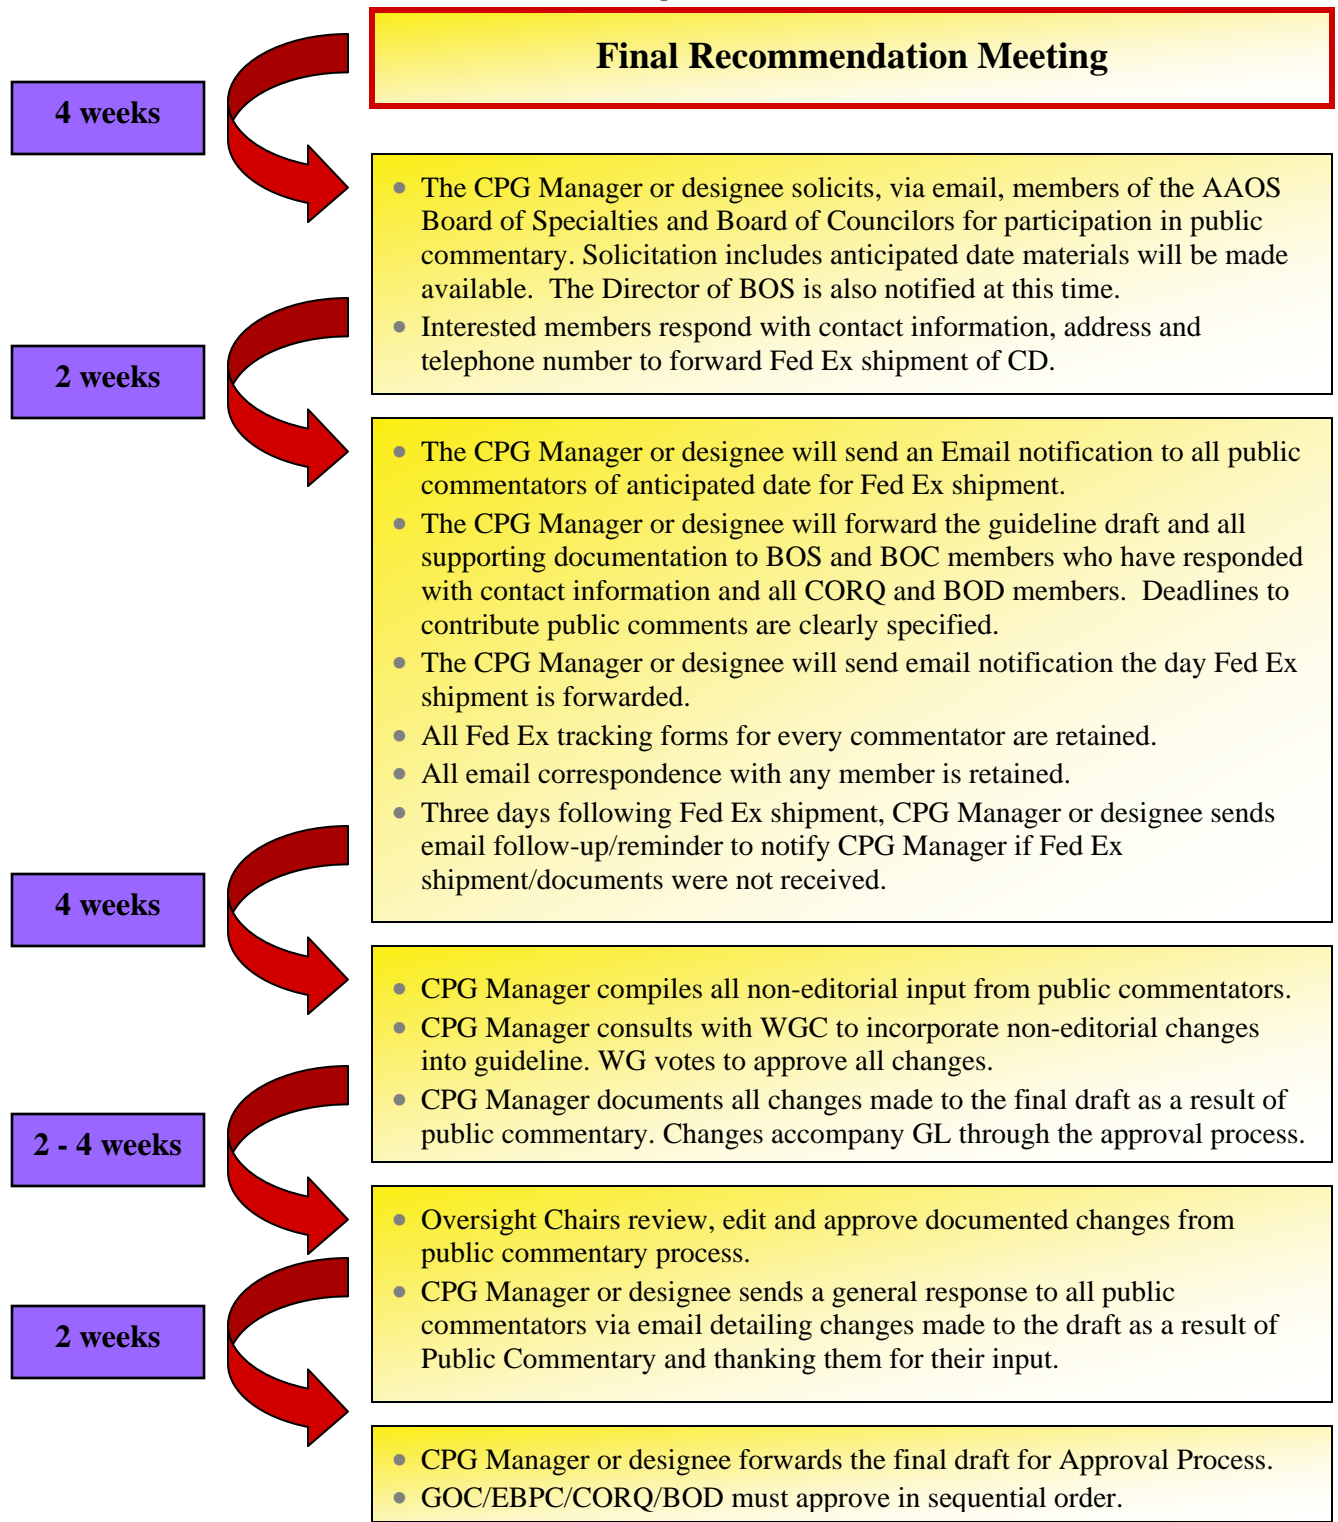 Final Recommendation Meeting
4 weeks
● The CPG Manager or designee solicits, via email, members of the AAOS
Board of Specialties and Board of Councilors for participation in public
commentary. Solicitation includes anticipated date materials will be made
available.  The Director of BOS is also notified at this time.
● Interested members respond with contact information, address and
telephone number to forward Fed Ex shipment of CD.
2 weeks
● The CPG Manager or designee will send an Email notification to all public
commentators of anticipated date for Fed Ex shipment.
● The CPG Manager or designee will forward the guideline draft and all
supporting documentation to BOS and BOC members who have responded
with contact information and all CORQ and BOD members.  Deadlines to
contribute public comments are clearly specified.
● The CPG Manager or designee will send email notification the day Fed Ex
shipment is forwarded.
● All Fed Ex tracking forms for every commentator are retained.
● All email correspondence with any member is retained.
● Three days following Fed Ex shipment, CPG Manager or designee sends
email follow-up/reminder to notify CPG Manager if Fed Ex
shipment/documents were not received.
4 weeks
● CPG Manager compiles all non-editorial input from public commentators.
● CPG Manager consults with WGC to incorporate non-editorial changes
into guideline. WG votes to approve all changes.
● CPG Manager documents all changes made to the final draft as a result of
public commentary. Changes accompany GL through the approval process.
2 - 4 weeks
● Oversight Chairs review, edit and approve documented changes from
public commentary process.
● CPG Manager or designee sends a general response to all public
commentators via email detailing changes made to the draft as a result of
Public Commentary and thanking them for their input.
2 weeks
● CPG Manager or designee forwards the final draft for Approval Process.
● GOC/EBPC/CORQ/BOD must approve in sequential order.